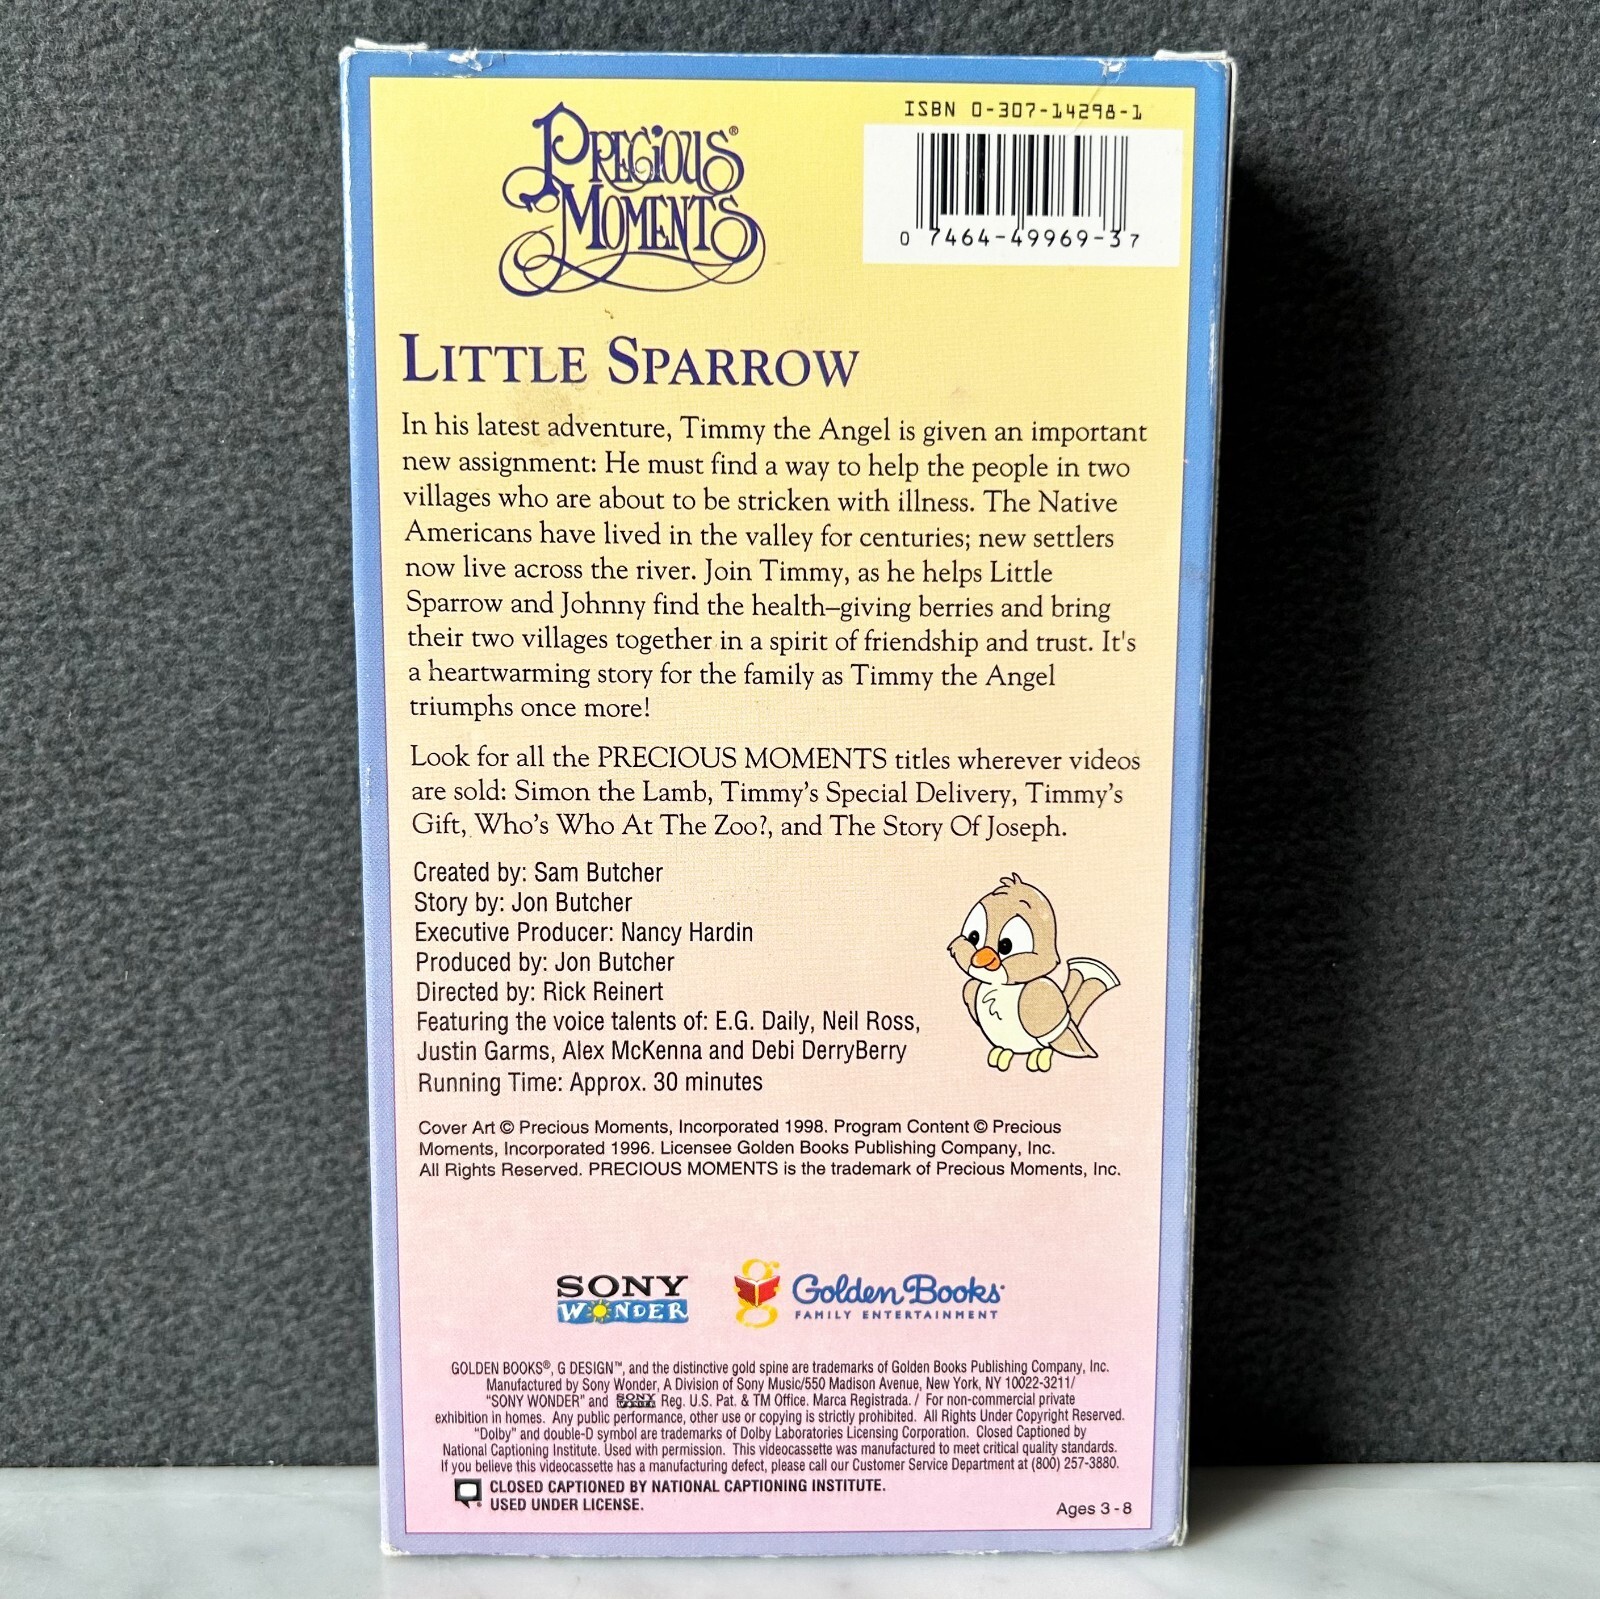 PRECIOUS®
MOMENTS
ISBN 0-307-14298-1
0 7464-49969-3 7
LITTLE SPARROW
In his latest adventure, Timmy the Angel is given an important
new assignment: He must find a way to help the people in two
villages who are about to be stricken with illness. The Native
Americans have lived in the valley for centuries; new settlers
now live across the river. Join Timmy, as he helps Little
Sparrow and Johnny find the health–giving berries and bring
their two villages together in a spirit of friendship and trust. It's
a heartwarming story for the family as Timmy the Angel
triumphs once more!
Look for all the PRECIOUS MOMENTS titles wherever videos
are sold: Simon the Lamb, Timmy's Special Delivery, Timmy's
Gift, Who's Who At The Zoo?, and The Story Of Joseph.
Created by: Sam Butcher
Story by: Jon Butcher
Executive Producer: Nancy Hardin
Produced by: Jon Butcher
Directed by: Rick Reinert
Featuring the voice talents of: E.G. Daily, Neil Ross,
Justin Garms, Alex McKenna and Debi DerryBerry
Running Time: Approx. 30 minutes
Cover Art © Precious Moments, Incorporated 1998. Program Content © Precious
Moments, Incorporated 1996. Licensee Golden Books Publishing Company, Inc.
All Rights Reserved. PRECIOUS MOMENTS is the trademark of Precious Moments, Inc.
SONY
WONDER
Golden Books
FAMILY ENTERTAINMENT
GOLDEN BOOKS®, G DESIGN™, and the distinctive gold spine are trademarks of Golden Books Publishing Company, Inc.
Manufactured by Sony Wonder, A Division of Sony Music/550 Madison Avenue, New York, NY 10022-3211/
"SONY WONDER" and SONY WONDER Reg. U.S. Pat. & TM Office. Marca Registrada. / For non-commercial private
exhibition in homes. Any public performance, other use or copying is strictly prohibited. All Rights Under Copyright Reserved.
"Dolby" and double-D symbol are trademarks of Dolby Laboratories Licensing Corporation. Closed Captioned by
National Captioning Institute. Used with permission. This videocassette was manufactured to meet critical quality standards.
If you believe this videocassette has a manufacturing defect, please call our Customer Service Department at (800) 257-3880.
CLOSED CAPTIONED BY NATIONAL CAPTIONING INSTITUTE.
USED UNDER LICENSE.
Ages 3 - 8